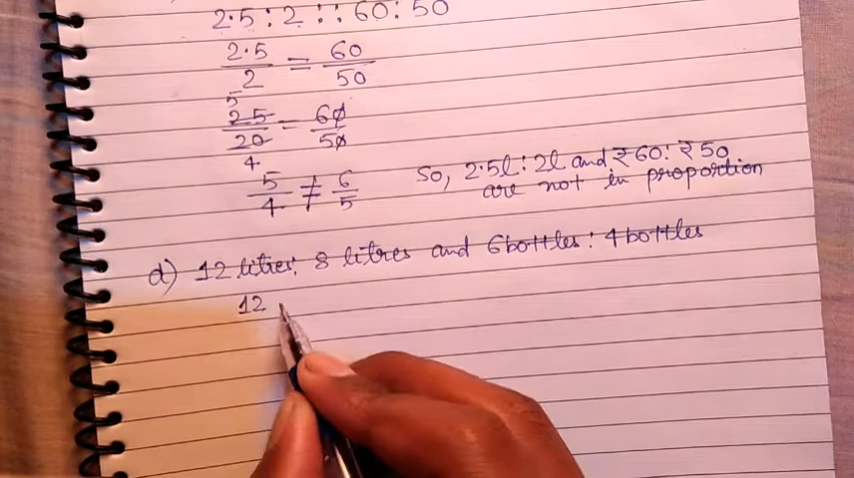 2.5 : 2 :: 60 : 50
2.5/2 = 60/50
5
25/20 = 60/50
4
5/4 ≠ 6/5
So, 2.5l : 2l and ₹60 : ₹50
are not in proportion
d) 12 litres : 8 litres and 6 bottles : 4 bottles
12